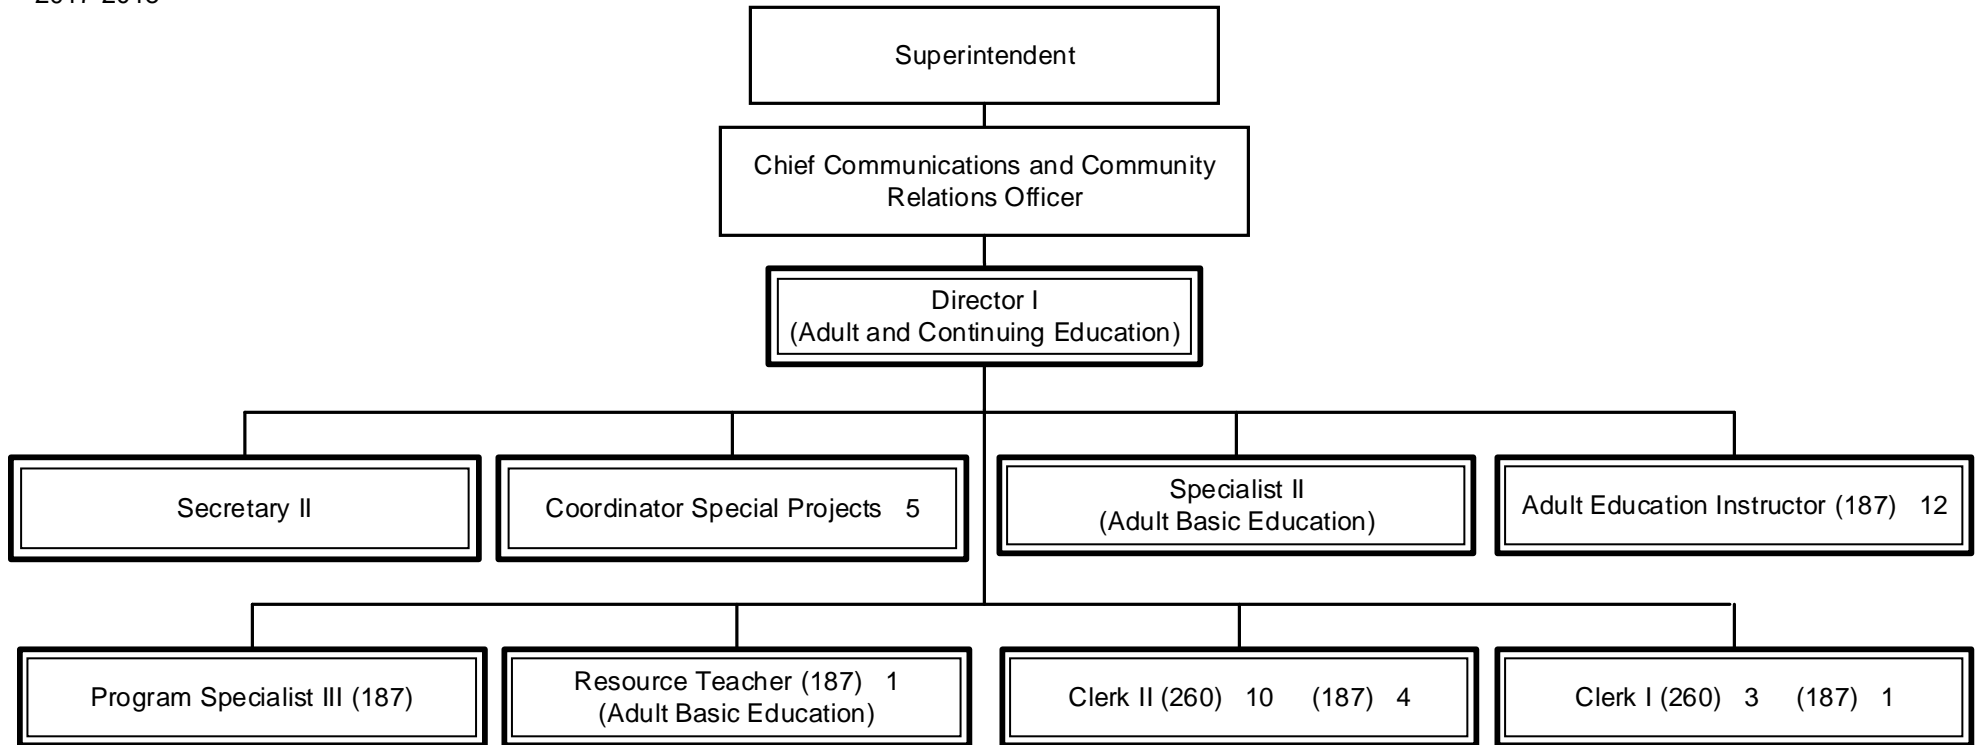 Superintendent
Chief Communications and Community
Relations Officer
Director I
(Adult and Continuing Education)
Secretary II
Coordinator Special Projects 5
Specialist II
(Adult Basic Education)
Adult Education Instructor (187) 12
Program Specialist III (187)
Resource Teacher (187) 1
(Adult Basic Education)
Clerk II (260) 10 (187) 4
Clerk I (260) 3 (187) 1